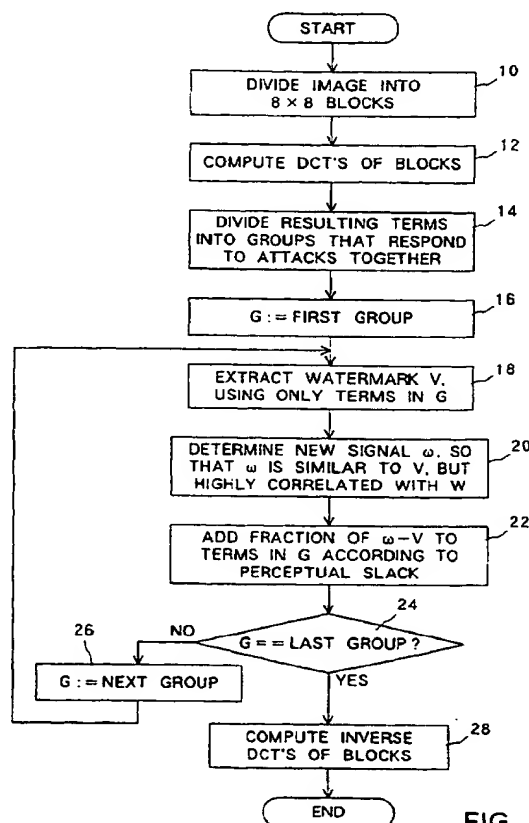 START
10
DIVIDE IMAGE INTO
8 × 8 BLOCKS
12
COMPUTE DCT'S OF BLOCKS
14
DIVIDE RESULTING TERMS
INTO GROUPS THAT RESPOND
TO ATTACKS TOGETHER
16
G := FIRST GROUP
18
EXTRACT WATERMARK V.
USING ONLY TERMS IN G
20
DETERMINE NEW SIGNAL ω. SO
THAT ω IS SIMILAR TO V, BUT
HIGHLY CORRELATED WITH W
22
ADD FRACTION OF ω-V TO
TERMS IN G ACCORDING TO
PERCEPTUAL SLACK
24
G == LAST GROUP ?
NO
26
G := NEXT GROUP
YES
28
COMPUTE INVERSE
DCT'S OF BLOCKS
END
FIG